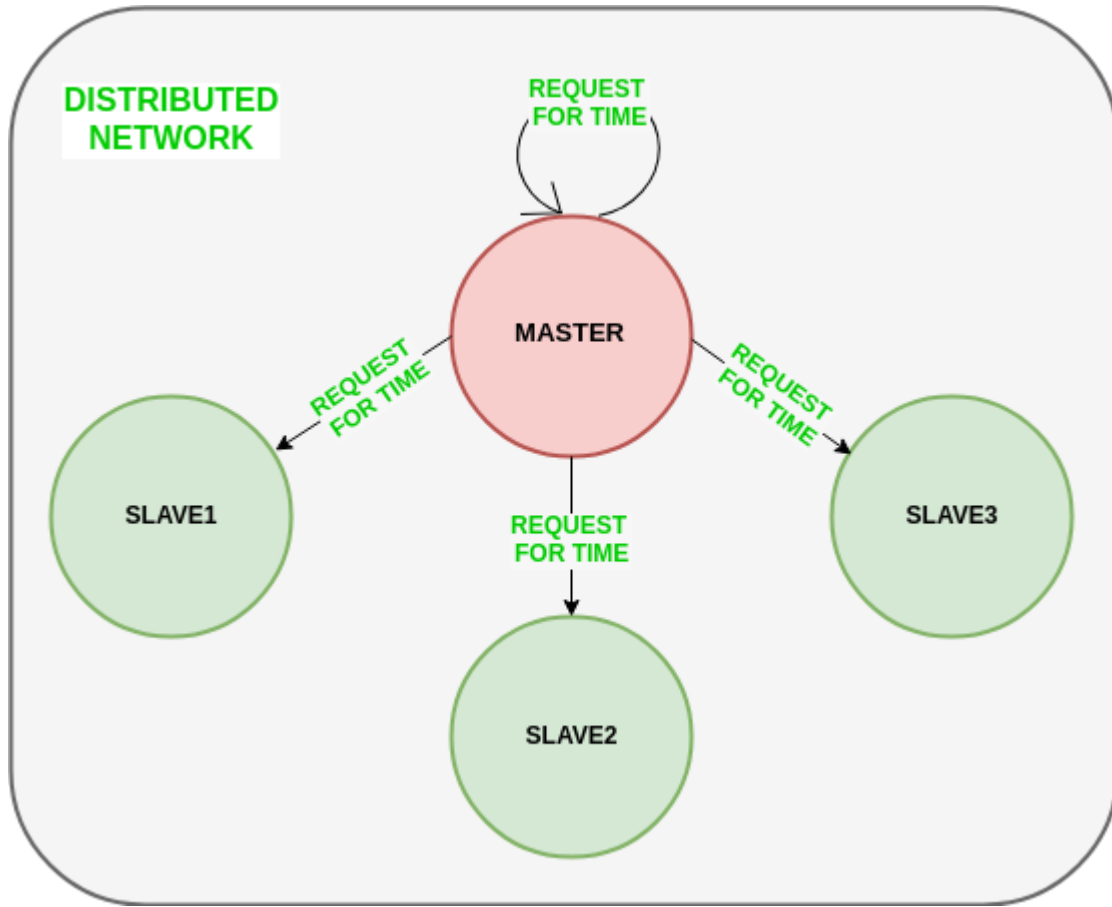 DISTRIBUTED
NETWORK
REQUEST
FOR TIME
MASTER
REQUEST
FOR TIME
REQUEST
FOR TIME
SLAVE1
REQUEST
FOR TIME
SLAVE3
SLAVE2